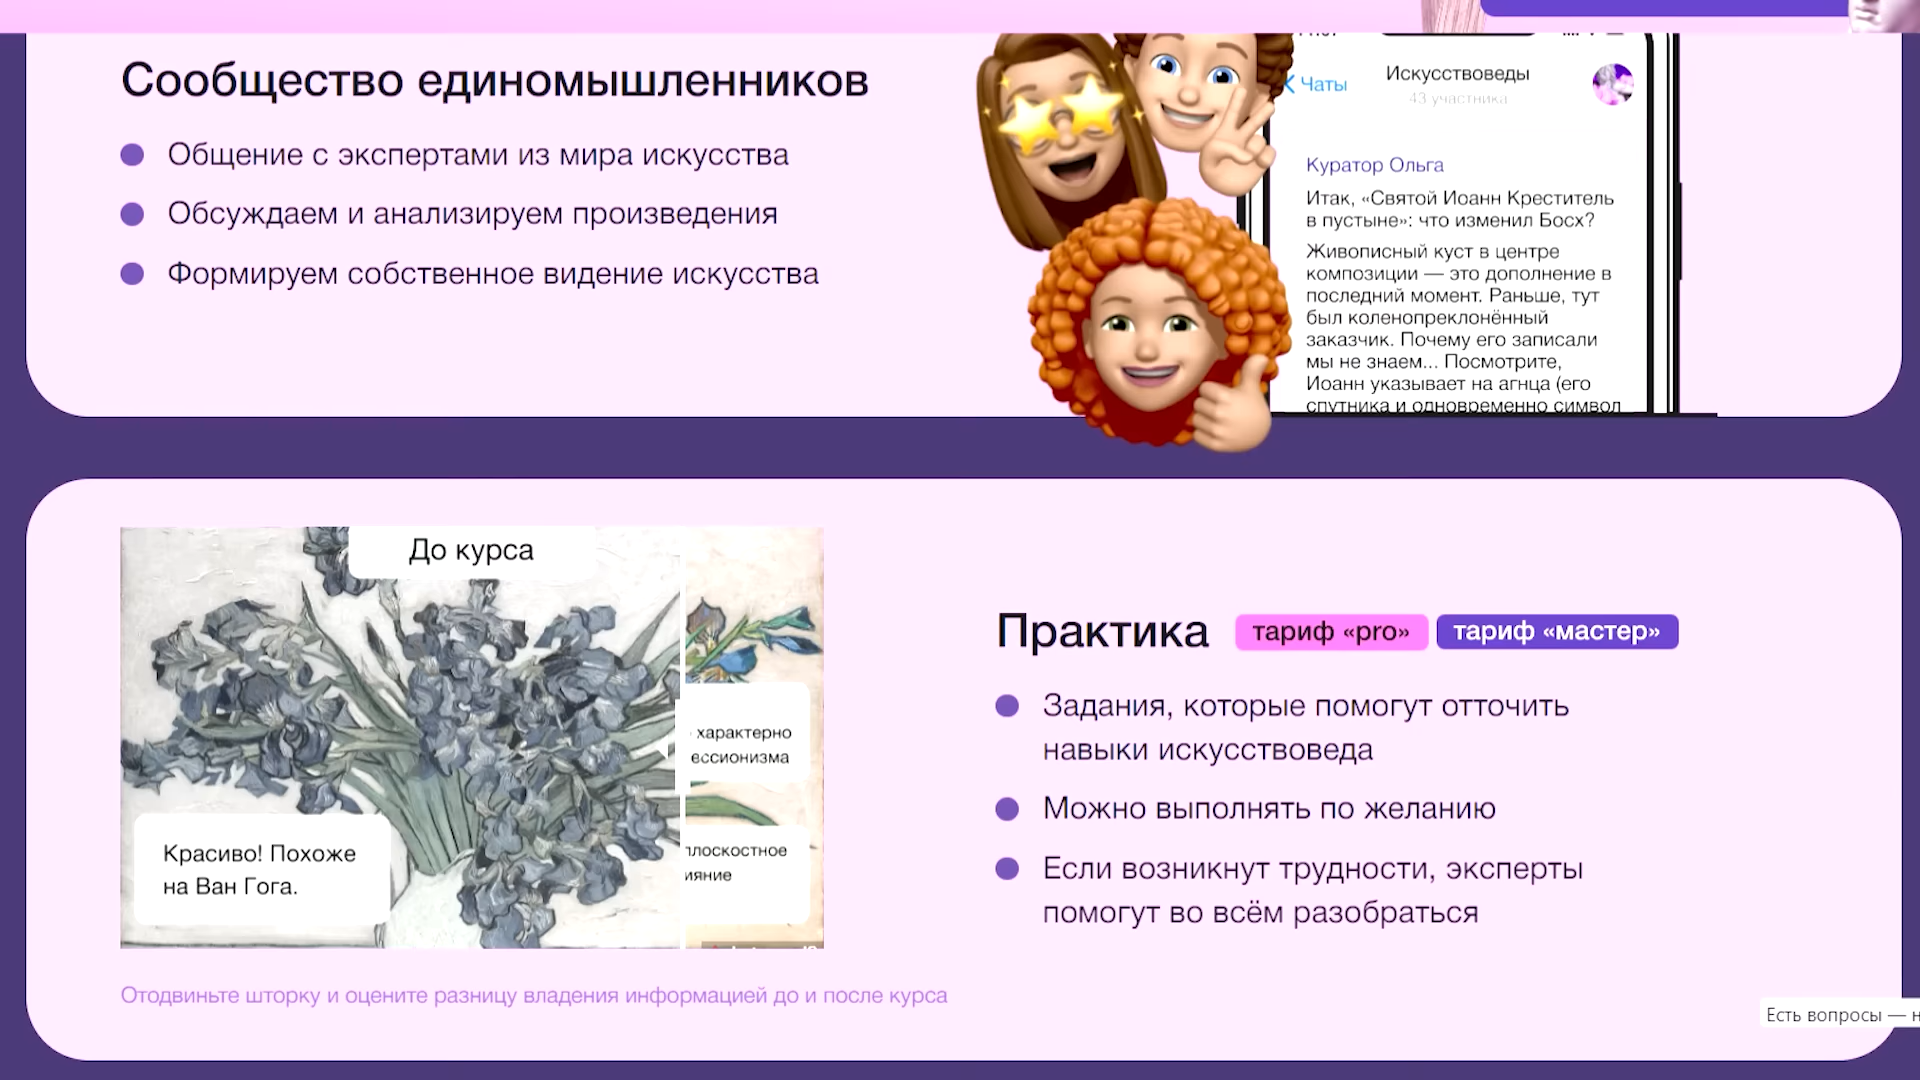 Сообщество единомышленников
Общение с экспертами из мира искусства
Обсуждаем и анализируем произведения
Формируем собственное видение искусства
Чаты
Искусствоведы
43 участника
Куратор Ольга
Итак, «Святой Иоанн Креститель
в пустыне»: что изменил Босх?
Живописный куст в центре
композиции — это дополнение в
последний момент. Раньше, тут
был коленопреклонённый
заказчик. Почему его записали
мы не знаем... Посмотрите,
Иоанн указывает на агнца (его
спутника и одновременно символ
До курса
характерно
ессионизма
плоскостное
ияние
Красиво! Похоже
на Ван Гога.
Отодвиньте шторку и оцените разницу владения информацией до и после курса
Практика тариф «pro» тариф «мастер»
Задания, которые помогут отточить
навыки искусствоведа
Можно выполнять по желанию
Если возникнут трудности, эксперты
помогут во всём разобраться
Есть вопросы — н